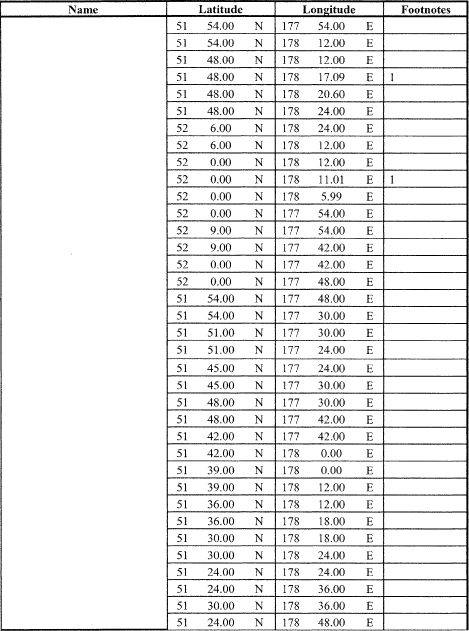 Name Latitude Longitude Footnotes
51 54.00 N 177 54.00 E
51 54.00 N 178 12.00 E
51 48.00 N 178 12.00 E
51 48.00 N 178 17.09 E 1
51 48.00 N 178 20.60 E
51 48.00 N 178 24.00 E
52 6.00 N 178 24.00 E
52 6.00 N 178 12.00 E
52 0.00 N 178 12.00 E
52 0.00 N 178 11.01 E 1
52 0.00 N 178 5.99 E
52 0.00 N 177 54.00 E
52 9.00 N 177 54.00 E
52 9.00 N 177 42.00 E
52 0.00 N 177 42.00 E
52 0.00 N 177 48.00 E
51 54.00 N 177 48.00 E
51 54.00 N 177 30.00 E
51 51.00 N 177 30.00 E
51 51.00 N 177 24.00 E
51 45.00 N 177 24.00 E
51 45.00 N 177 30.00 E
51 48.00 N 177 30.00 E
51 48.00 N 177 42.00 E
51 42.00 N 177 42.00 E
51 42.00 N 178 0.00 E
51 39.00 N 178 0.00 E
51 39.00 N 178 12.00 E
51 36.00 N 178 12.00 E
51 36.00 N 178 18.00 E
51 30.00 N 178 18.00 E
51 30.00 N 178 24.00 E
51 24.00 N 178 24.00 E
51 24.00 N 178 36.00 E
51 30.00 N 178 36.00 E
51 24.00 N 178 48.00 E